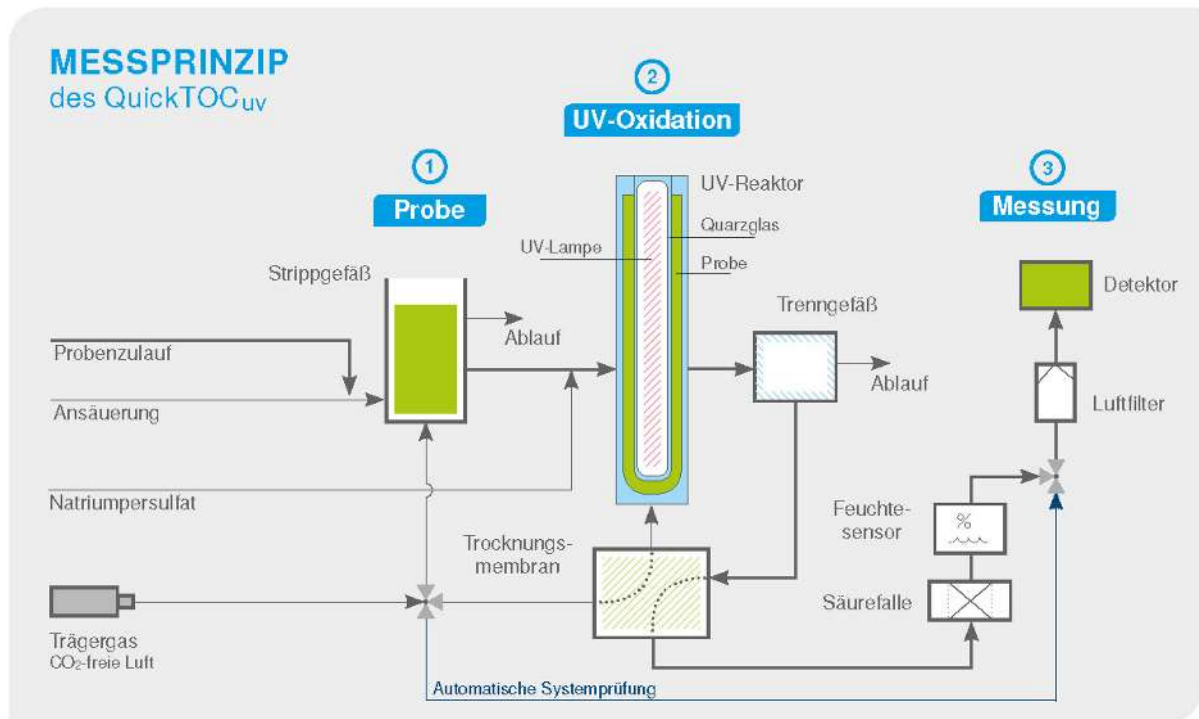 MESSPRINZIP
des QuickTOCuv
1
Probe
2
UV-Oxidation
3
Messung
UV-Reaktor
Quarzglas
UV-Lampe
Probe
Strippgefäß
Ablauf
Trenngefäß
Ablauf
Detektor
Probenzulauf
Ansäuerung
Luftfilter
Natriumpersulfat
Feuchte-
sensor
%
Trocknungs-
membran
Säurefalle
Trägergas
CO₂-freie Luft
Automatische Systemprüfung